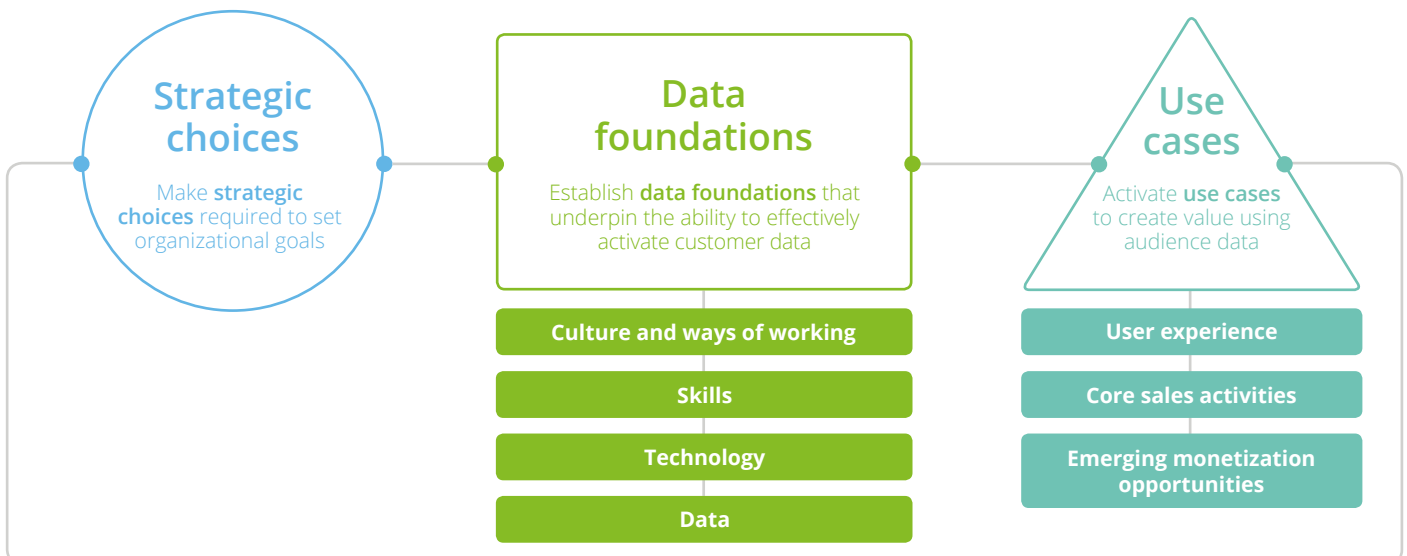 Strategic
choices
Make strategic
choices required to set
organizational goals
Data
foundations
Establish data foundations that
underpin the ability to effectively
activate customer data
Culture and ways of working
Skills
Technology
Data
Use
cases
Activate use cases
to create value using
audience data
User experience
Core sales activities
Emerging monetization
opportunities